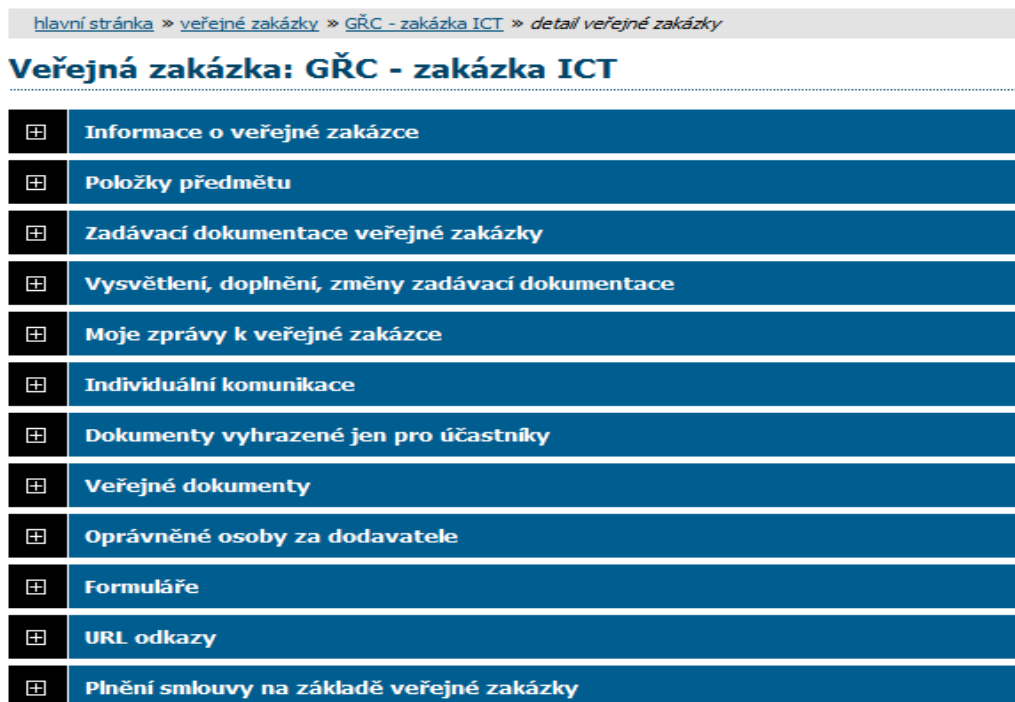 hlavní stránka » veřejné zakázky » GŘC - zakázka ICT » detail veřejné zakázky
Veřejná zakázka: GŘC - zakázka ICT
Informace o veřejné zakázce
Položky předmětu
Zadávací dokumentace veřejné zakázky
Vysvětlení, doplnění, změny zadávací dokumentace
Moje zprávy k veřejné zakázce
Individuální komunikace
Dokumenty vyhrazené jen pro účastníky
Veřejné dokumenty
Oprávněné osoby za dodavatele
Formuláře
URL odkazy
Plnění smlouvy na základě veřejné zakázky